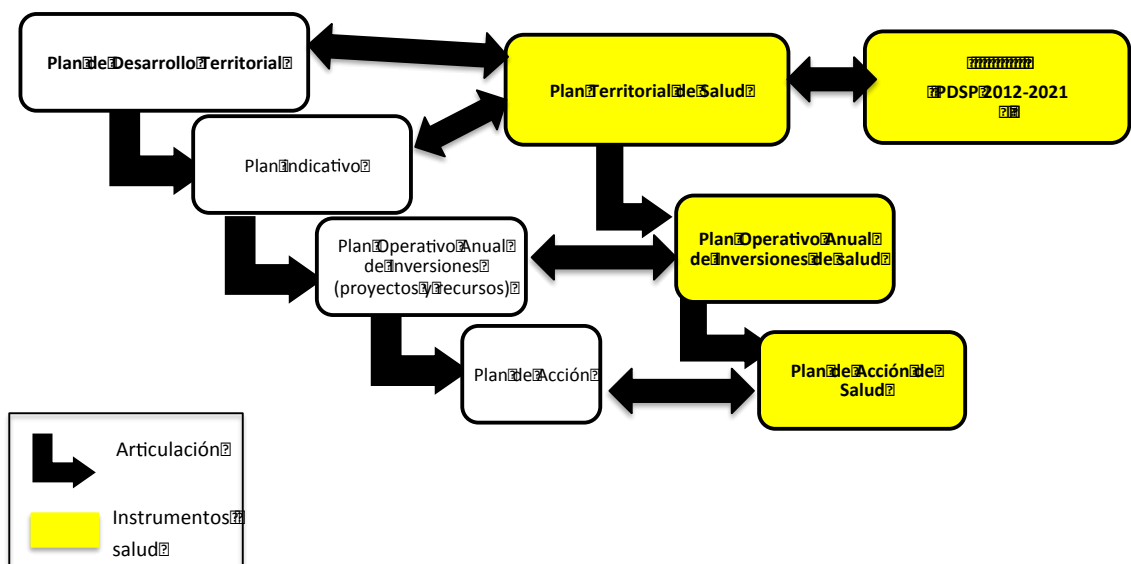 Plan de Desarrollo Territorial
Plan Territorial de Salud
PDSP 2012-2021
Plan Indicativo
Plan Operativo Anual
de Inversiones
(proyectos y recursos)
Plan Operativo Anual
de Inversiones de salud
Plan de Acción
Plan de Acción de
Salud
Articulación
Instrumentos
salud